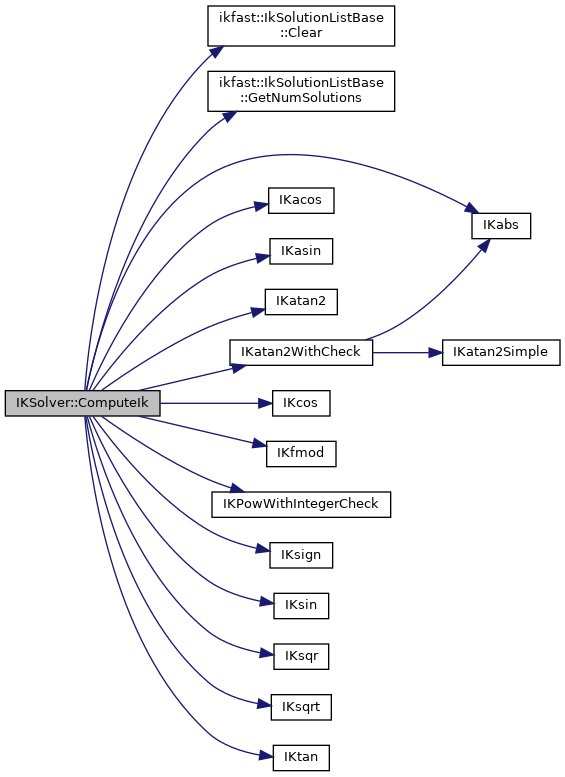 ikfast::IkSolutionListBase
::Clear
ikfast::IkSolutionListBase
::GetNumSolutions
IKacos
IKabs
IKasin
IKatan2
IKatan2WithCheck
IKatan2Simple
IKSolver::ComputeIk
IKcos
IKfmod
IKPowWithIntegerCheck
IKsign
IKsin
IKsqr
IKsqrt
IKtan